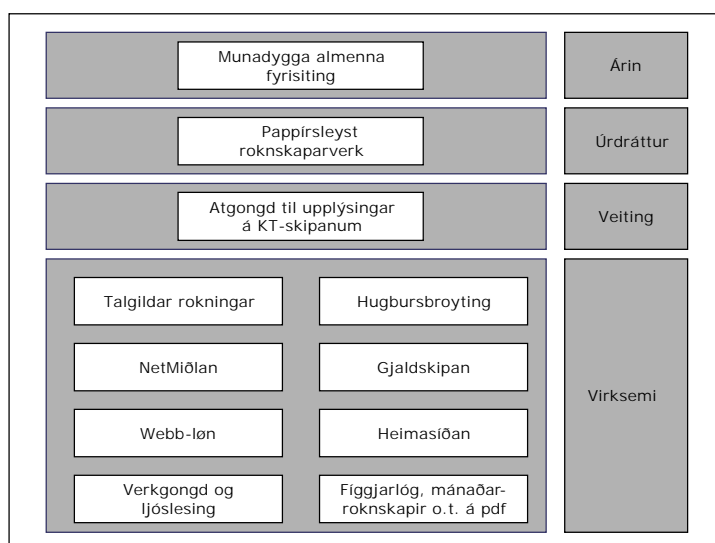 Munadygga almenna
fyrisiting
Árin
Pappírsleyst
roknskaparverk
Úrdráttur
Atgongd til upplýsingar
á KT-skipanum
Veiting
Talgildar rokningar
Hugbursbroyting
NetMiðlan
Gjaldskipan
Virksemi
Webb-løn
Heimasíðan
Verkgongd og
ljóslesing
Fíggjarlóg, mánaðar-
roknskapir o.t. á pdf